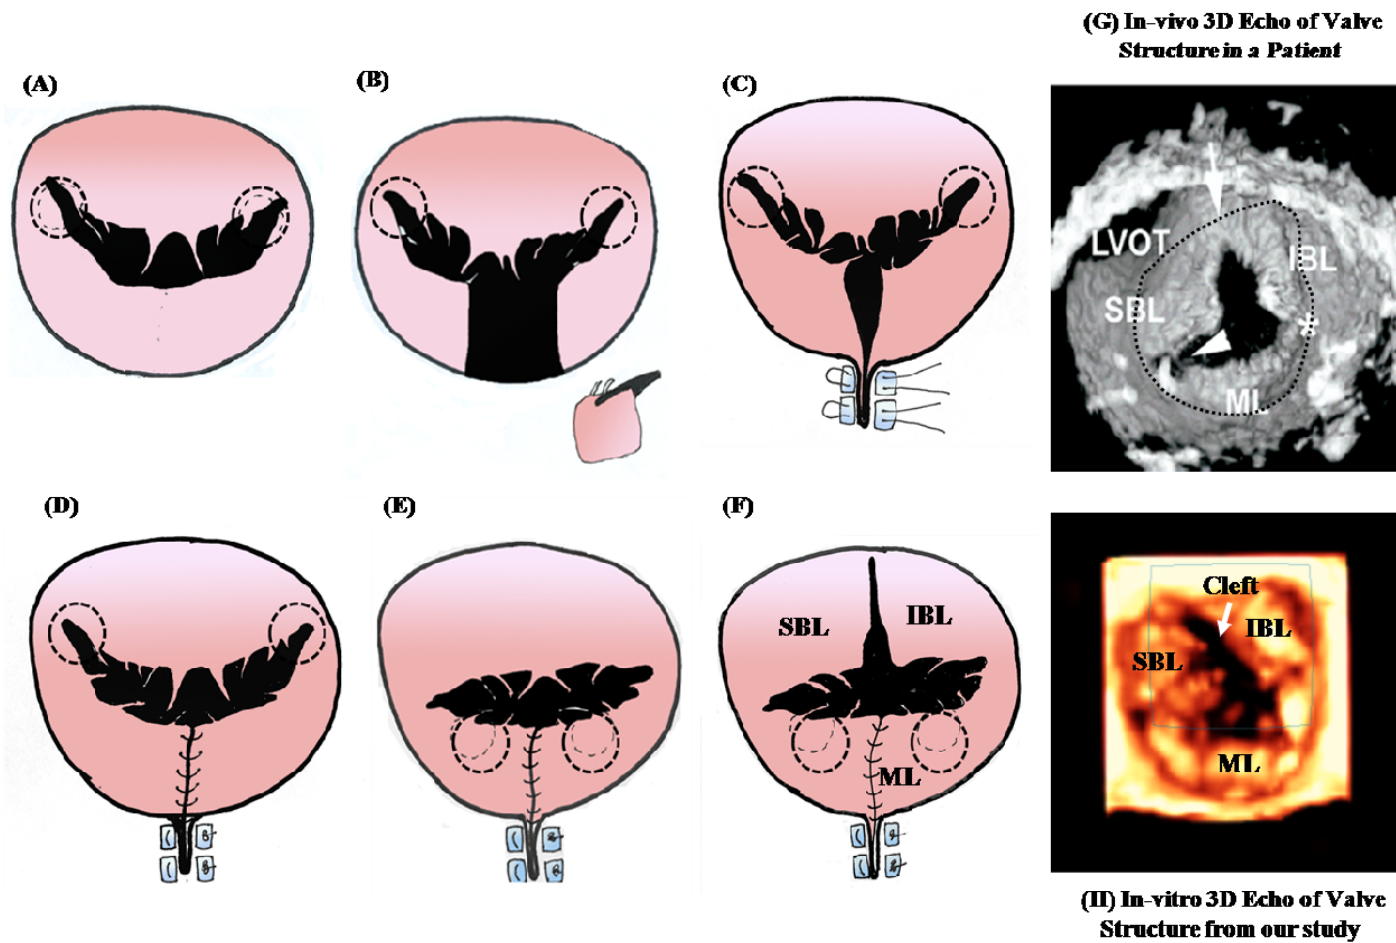 (G) In-vivo 3D Echo of Valve
Structure in a Patient
(A)
(B)
(C)
LVOT
IBL
SBL
*
ML
(D)
(E)
(F)
SBL
IBL
ML
Cleft
IBL
SBL
ML
(II) In-vitro 3D Echo of Valve
Structure from our study